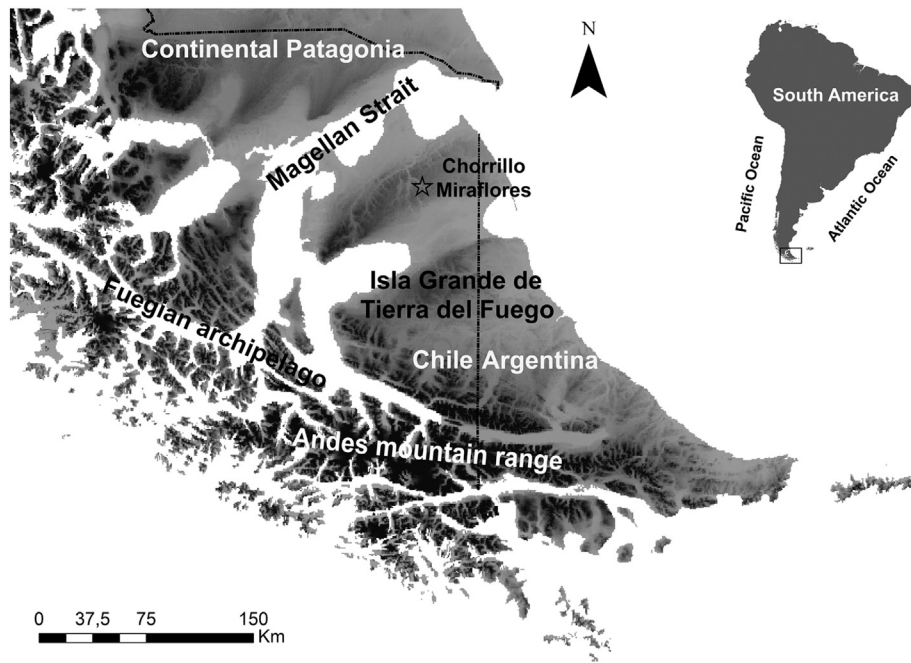 Continental Patagonia
N
South America
Pacific Ocean
Atlantic Ocean
Magellan Strait
Chorrillo
Miraflores
Isla Grande de
Tierra del Fuego
Fuegian archipelago
Chile Argentina
Andes mountain range
0 37,5 75 150
Km